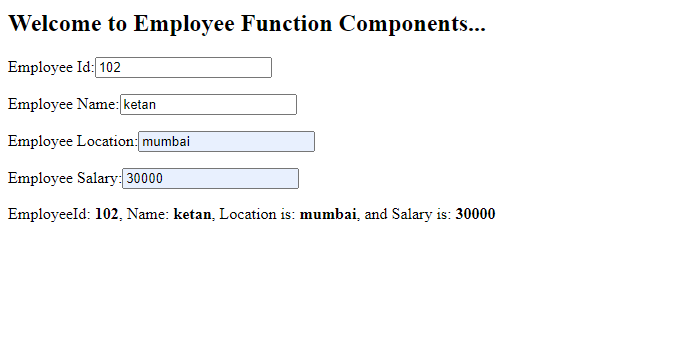 Welcome to Employee Function Components...
Employee Id:102
Employee Name:ketan
Employee Location:mumbai
Employee Salary:30000
EmployeeId: 102, Name: ketan, Location is: mumbai, and Salary is: 30000